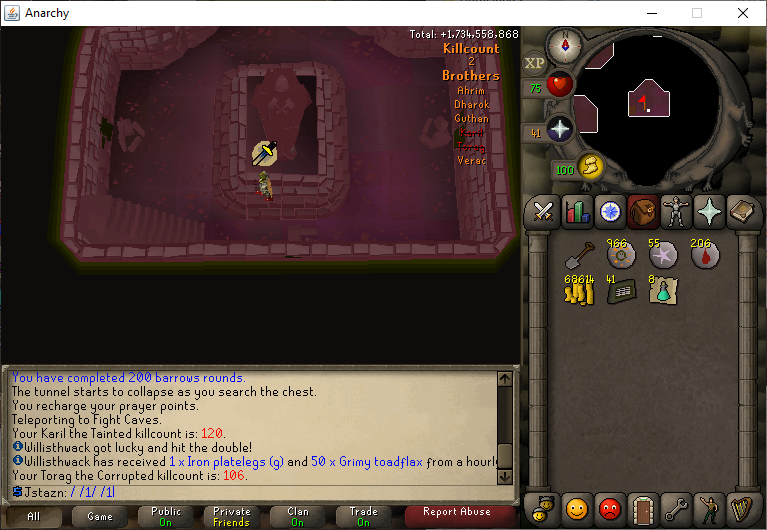 Anarchy
Total: +1,734,558,868
Killcount
2
Brothers
Ahrim
Dharok
Guthan
Karil
Torag
Verac
N
XP
75
41
100
1
966
55
206
68614
41
8
You have completed 200 barrows rounds.
The tunnel starts to collapse as you search the chest.
You recharge your prayer points.
Teleporting to Fight Caves.
Your Karil the Tainted killcount is: 120.
Willisthwack got lucky and hit the double!
Willisthwack has received 1 x Iron platelegs (g) and 50 x Grimy toadflax from a hourly
Your Torag the Corrupted killcount is: 106.
Jstazn: / /1/ /1
All
Game
Public
On
Private
Friends
Clan
On
Trade
On
Report Abuse